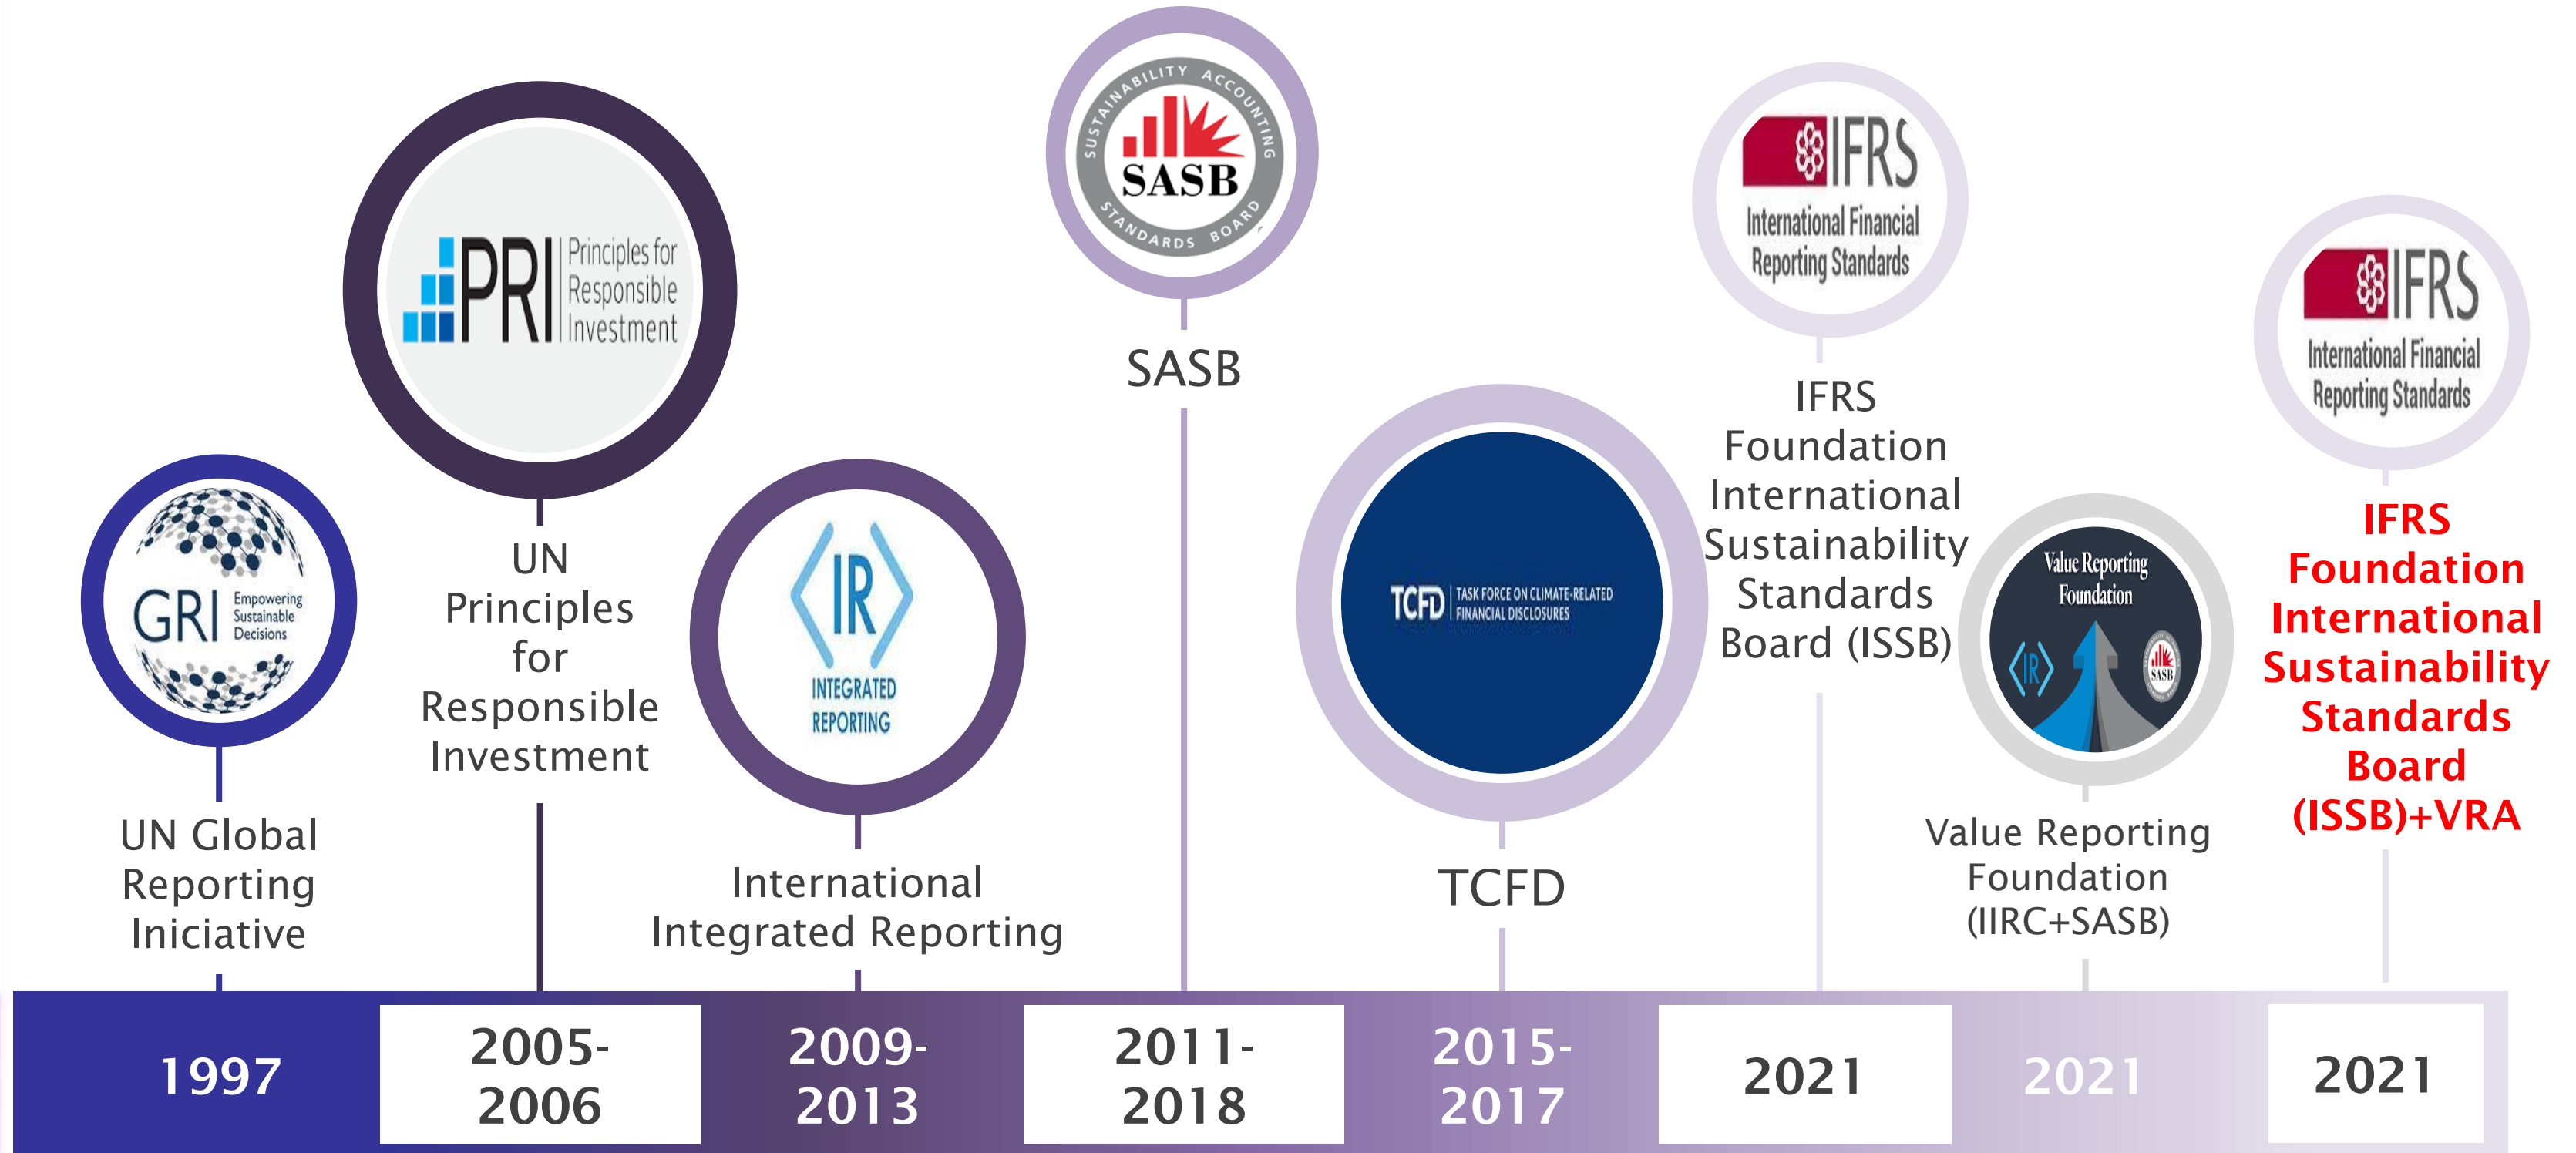 GRI
Empowering
Sustainable
Decisions
UN Global
Reporting
Iniciative
1997
PRI
Principles for
Responsible
Investment
UN
Principles
for
Responsible
Investment
2005-
2006
IR
INTEGRATED
REPORTING
International
Integrated Reporting
2009-
2013
SUSTAINABILITY ACCOUNTING
SASB
STANDARDS BOARD
SASB
2011-
2018
TCFD
TASK FORCE ON CLIMATE-RELATED
FINANCIAL DISCLOSURES
TCFD
2015-
2017
IFRS
International Financial
Reporting Standards
IFRS
Foundation
International
Sustainability
Standards
Board (ISSB)
2021
Value Reporting
Foundation
IR
SASB
Value Reporting
Foundation
(IIRC+SASB)
2021
IFRS
International Financial
Reporting Standards
IFRS
Foundation
International
Sustainability
Standards
Board
(ISSB)+VRA
2021